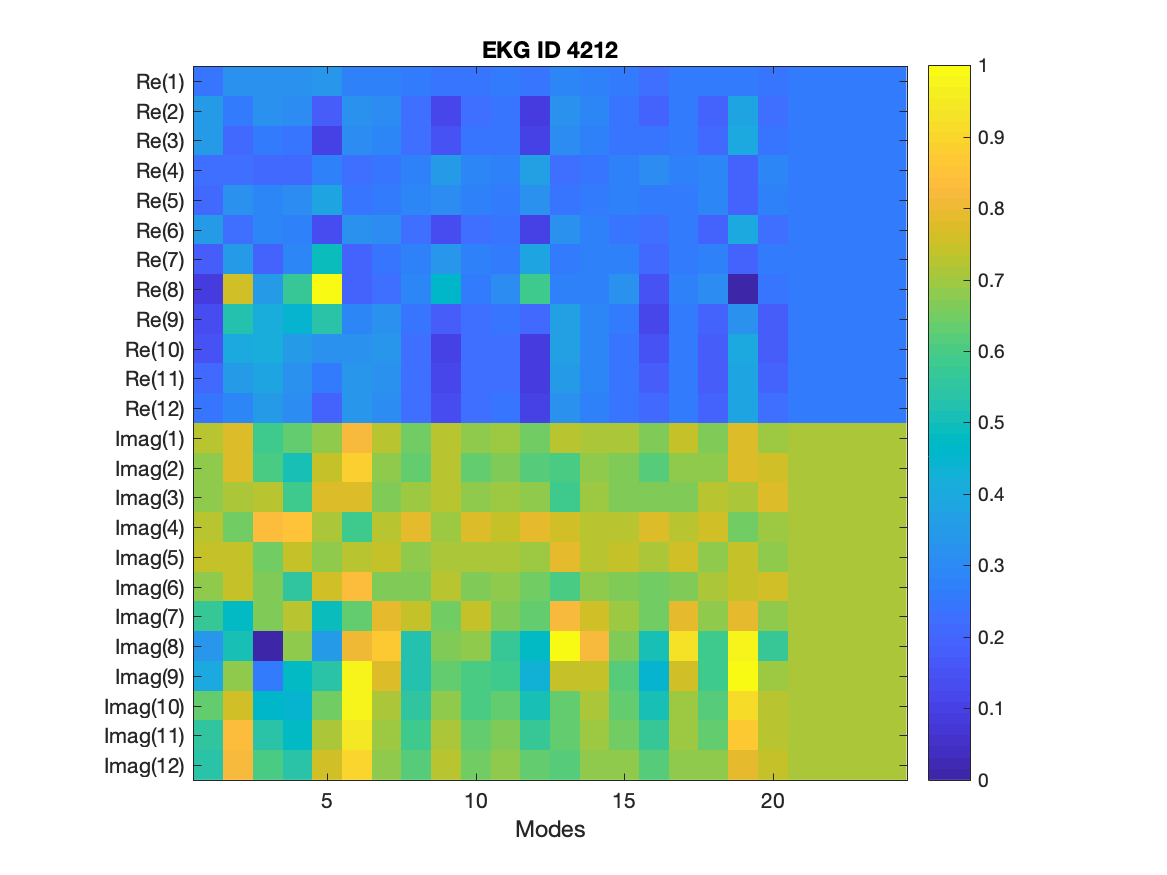 EKG ID 4212
Re(1)
Re(2)
Re(3)
Re(4)
Re(5)
Re(6)
Re(7)
Re(8)
Re(9)
Re(10)
Re(11)
Re(12)
Imag(1)
Imag(2)
Imag(3)
Imag(4)
Imag(5)
Imag(6)
Imag(7)
Imag(8)
Imag(9)
Imag(10)
Imag(11)
Imag(12)
5 10 15 20
Modes
1
0.9
0.8
0.7
0.6
0.5
0.4
0.3
0.2
0.1
0